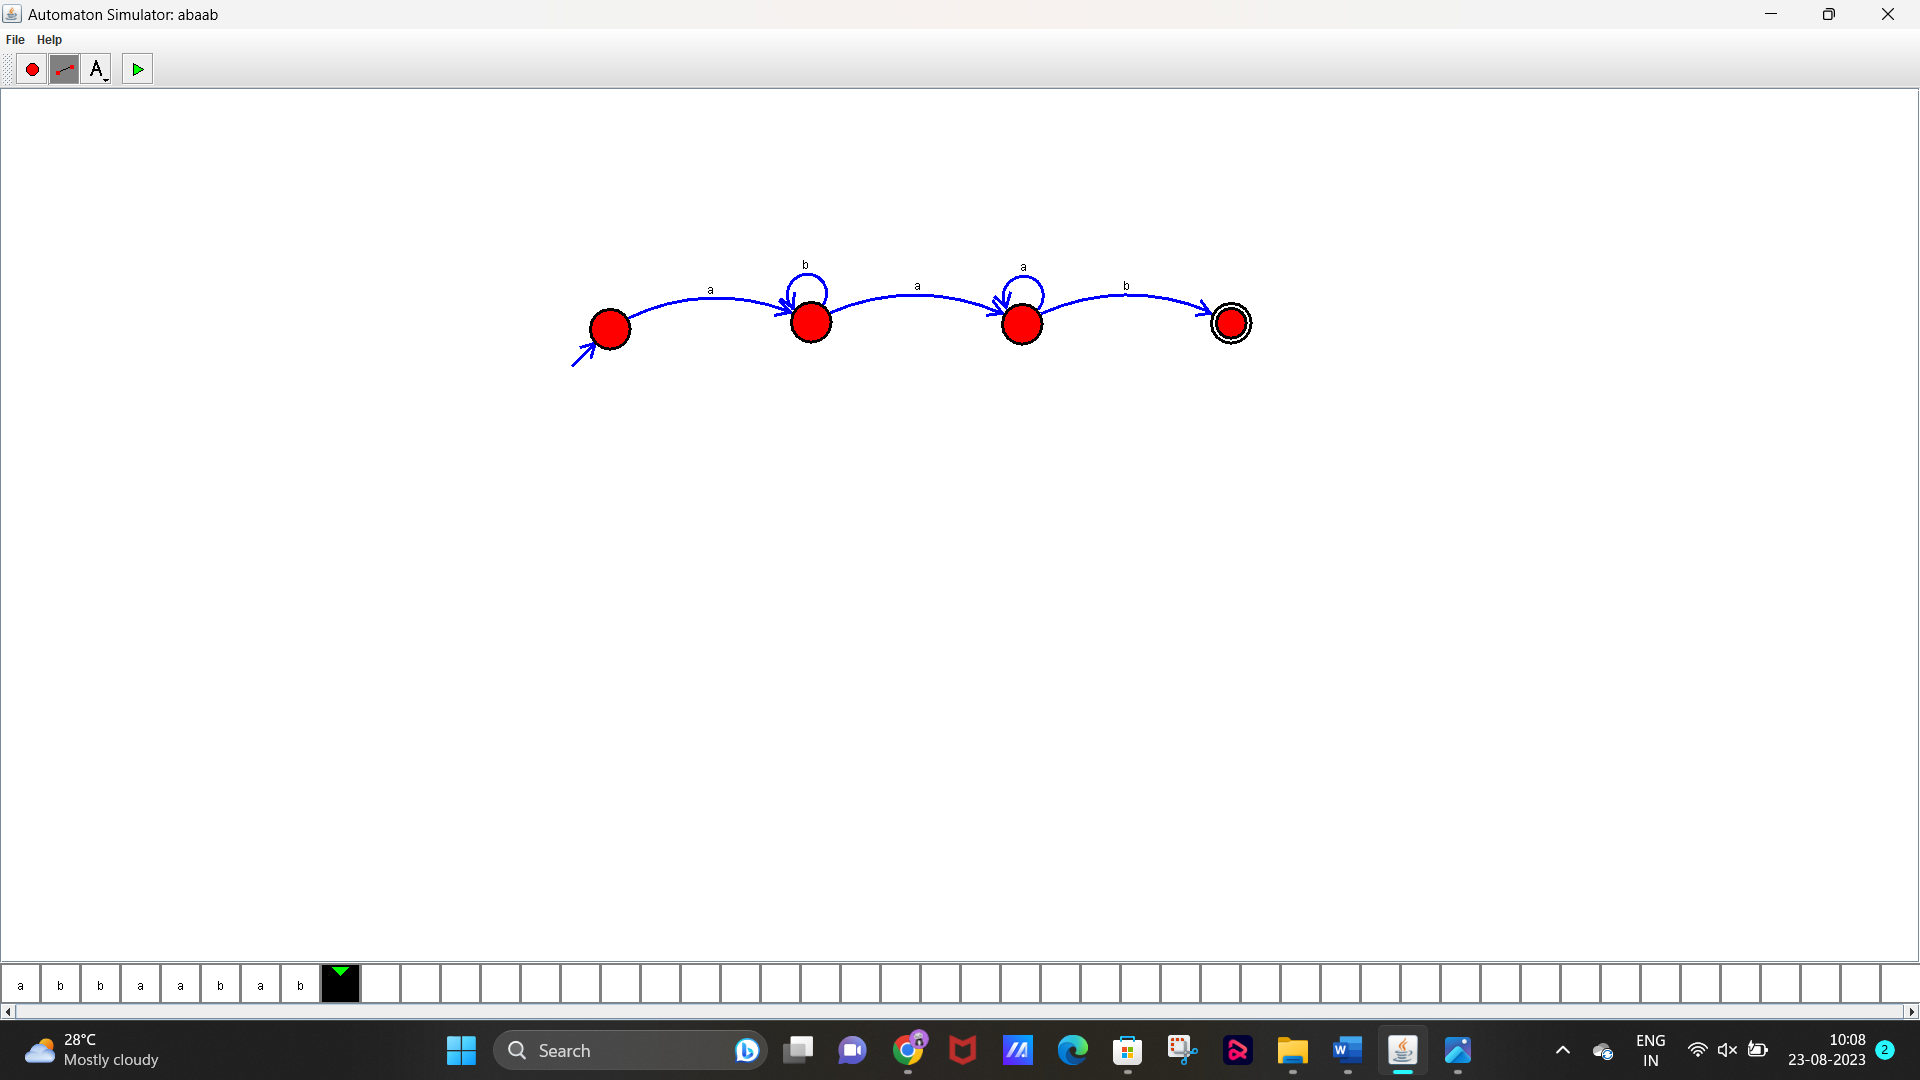 Automaton Simulator: abaab
File Help
A
b a
a a b
a b b a a b a b
28°C
Mostly cloudy
Search
W
ENG
IN
10:08
23-08-2023
2